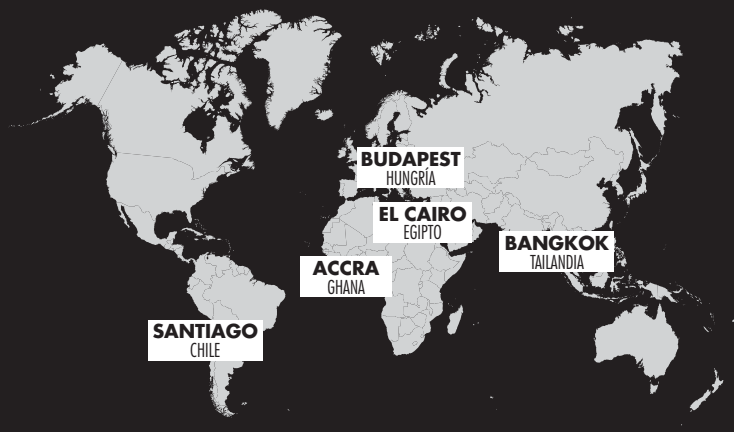 BUDAPEST
HUNGRÍA
EL CAIRO
EGIPTO
BANGKOK
TAILANDIA
ACCRA
GHANA
SANTIAGO
CHILE